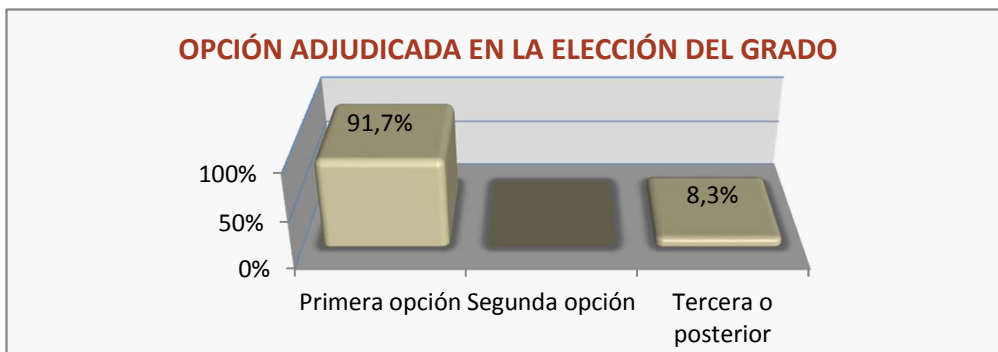 OPCIÓN ADJUDICADA EN LA ELECCIÓN DEL GRADO
91,7%
100%
8,3%
50%
0%
Primera opción Segunda opción Tercera o
posterior